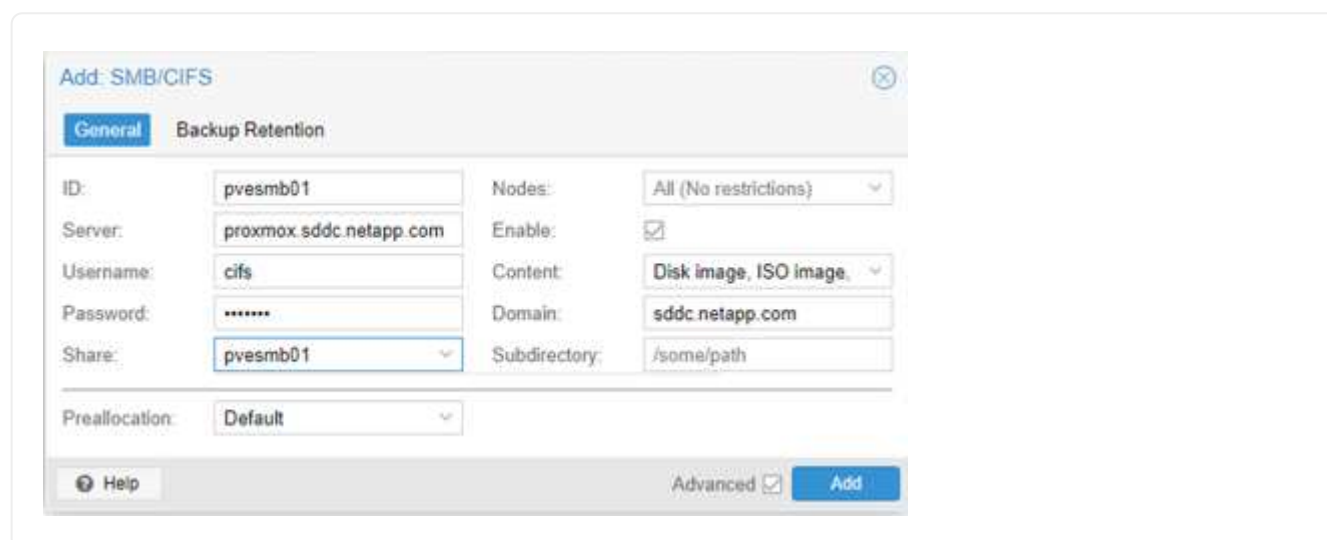 Add: SMB/CIFS
General Backup Retention
ID: pvesmb01 Nodes: All (No restrictions)
Server: proxmox.sddc.netapp.com Enable:
Username: cifs Content: Disk image, ISO image,
Password: ••••••• Domain: sddc.netapp.com
Share: pvesmb01 Subdirectory: /some/path
Preallocation: Default
Help Advanced Add